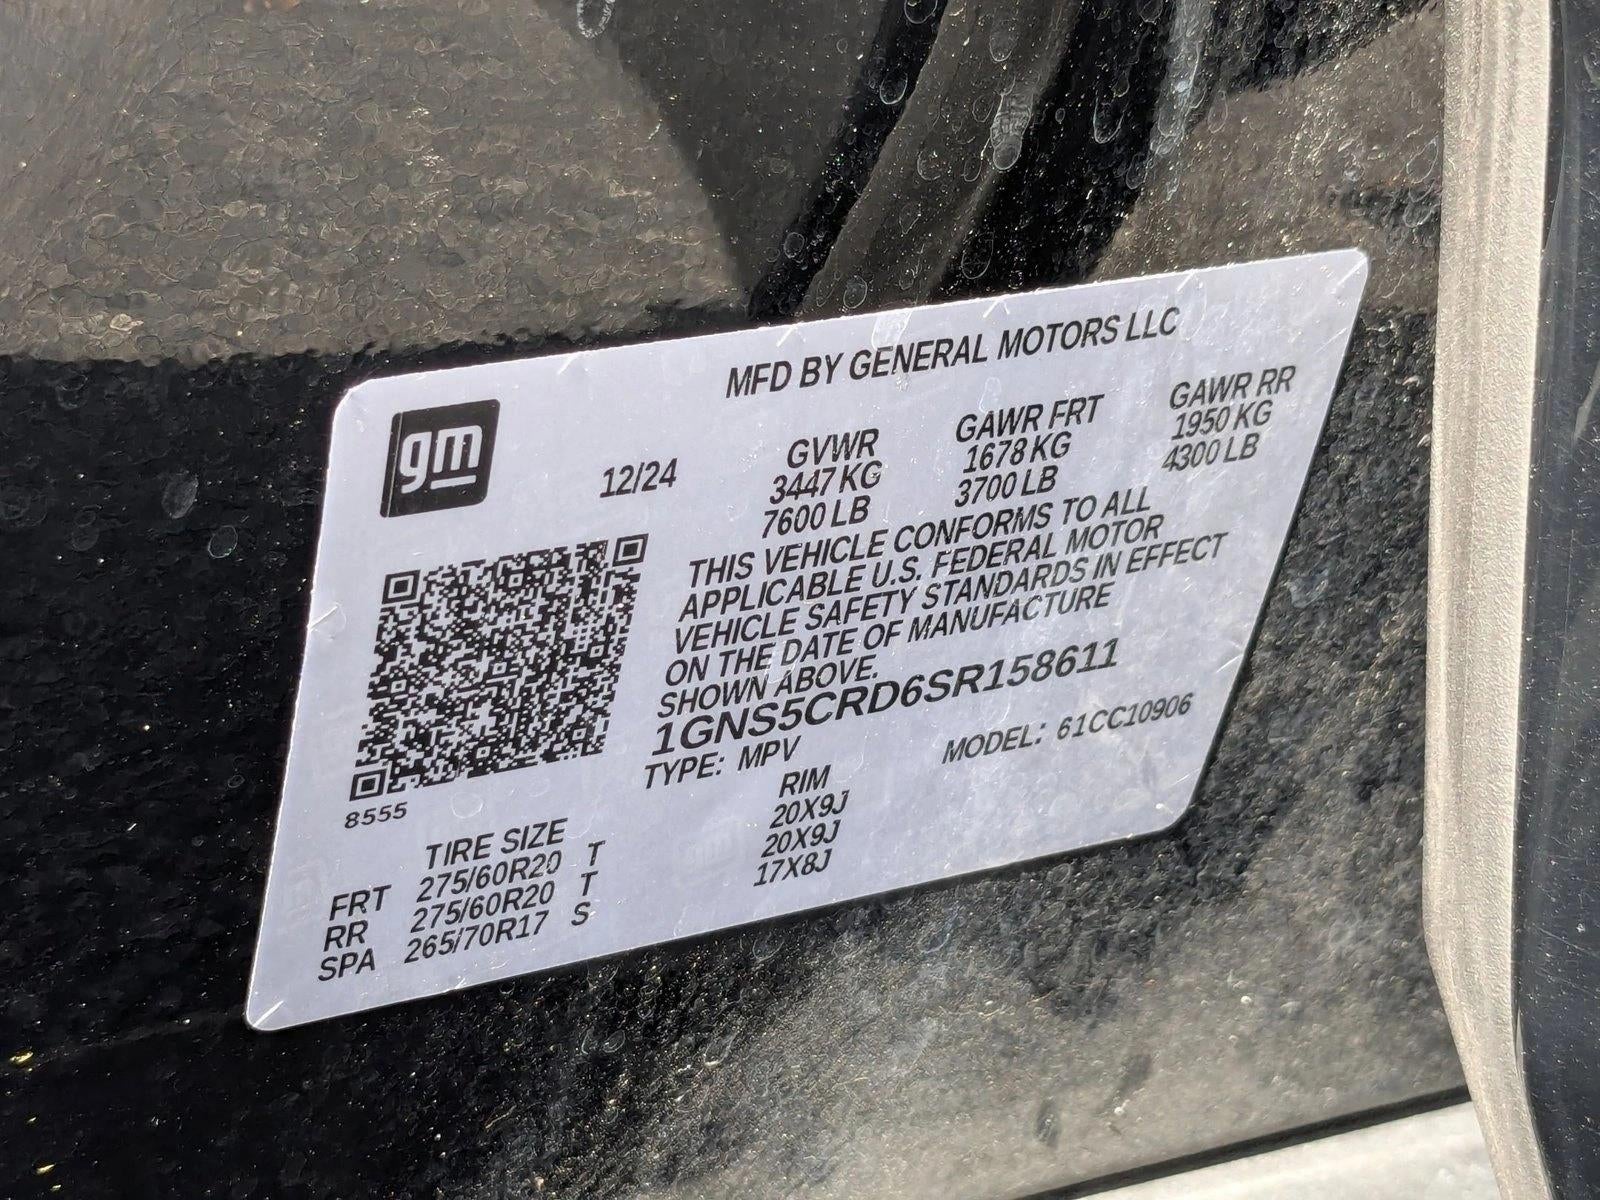 MFD BY GENERAL MOTORS LLC
gm
12/24
GVWR GAWR FRT GAWR RR
3447 KG 1678 KG 1950 KG
7600 LB 3700 LB 4300 LB
THIS VEHICLE CONFORMS TO ALL
APPLICABLE U.S. FEDERAL MOTOR
VEHICLE SAFETY STANDARDS IN EFFECT
ON THE DATE OF MANUFACTURE
SHOWN ABOVE.
1GNS5CRD6SR158611
TYPE: MPV MODEL: 61CC10906
8555
TIRE SIZE RIM
FRT 275/60R20 T 20X9J
RR 275/60R20 T 20X9J
SPA 265/70R17 S 17X8J